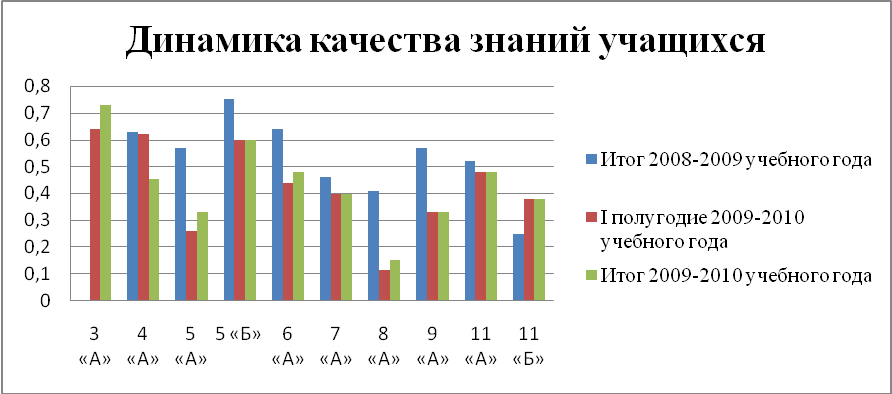 Динамика качества знаний учащихся
0,8
0,7
0,6
0,5
0,4
0,3
0,2
0,1
0
3 «А»
4 «А»
5 «А»
5 «Б»
6 «А»
7 «А»
8 «А»
9 «А»
11 «А»
11 «Б»
Итог 2008-2009 учебного года
I полугодие 2009-2010
учебного года
Итог 2009-2010 учебного года